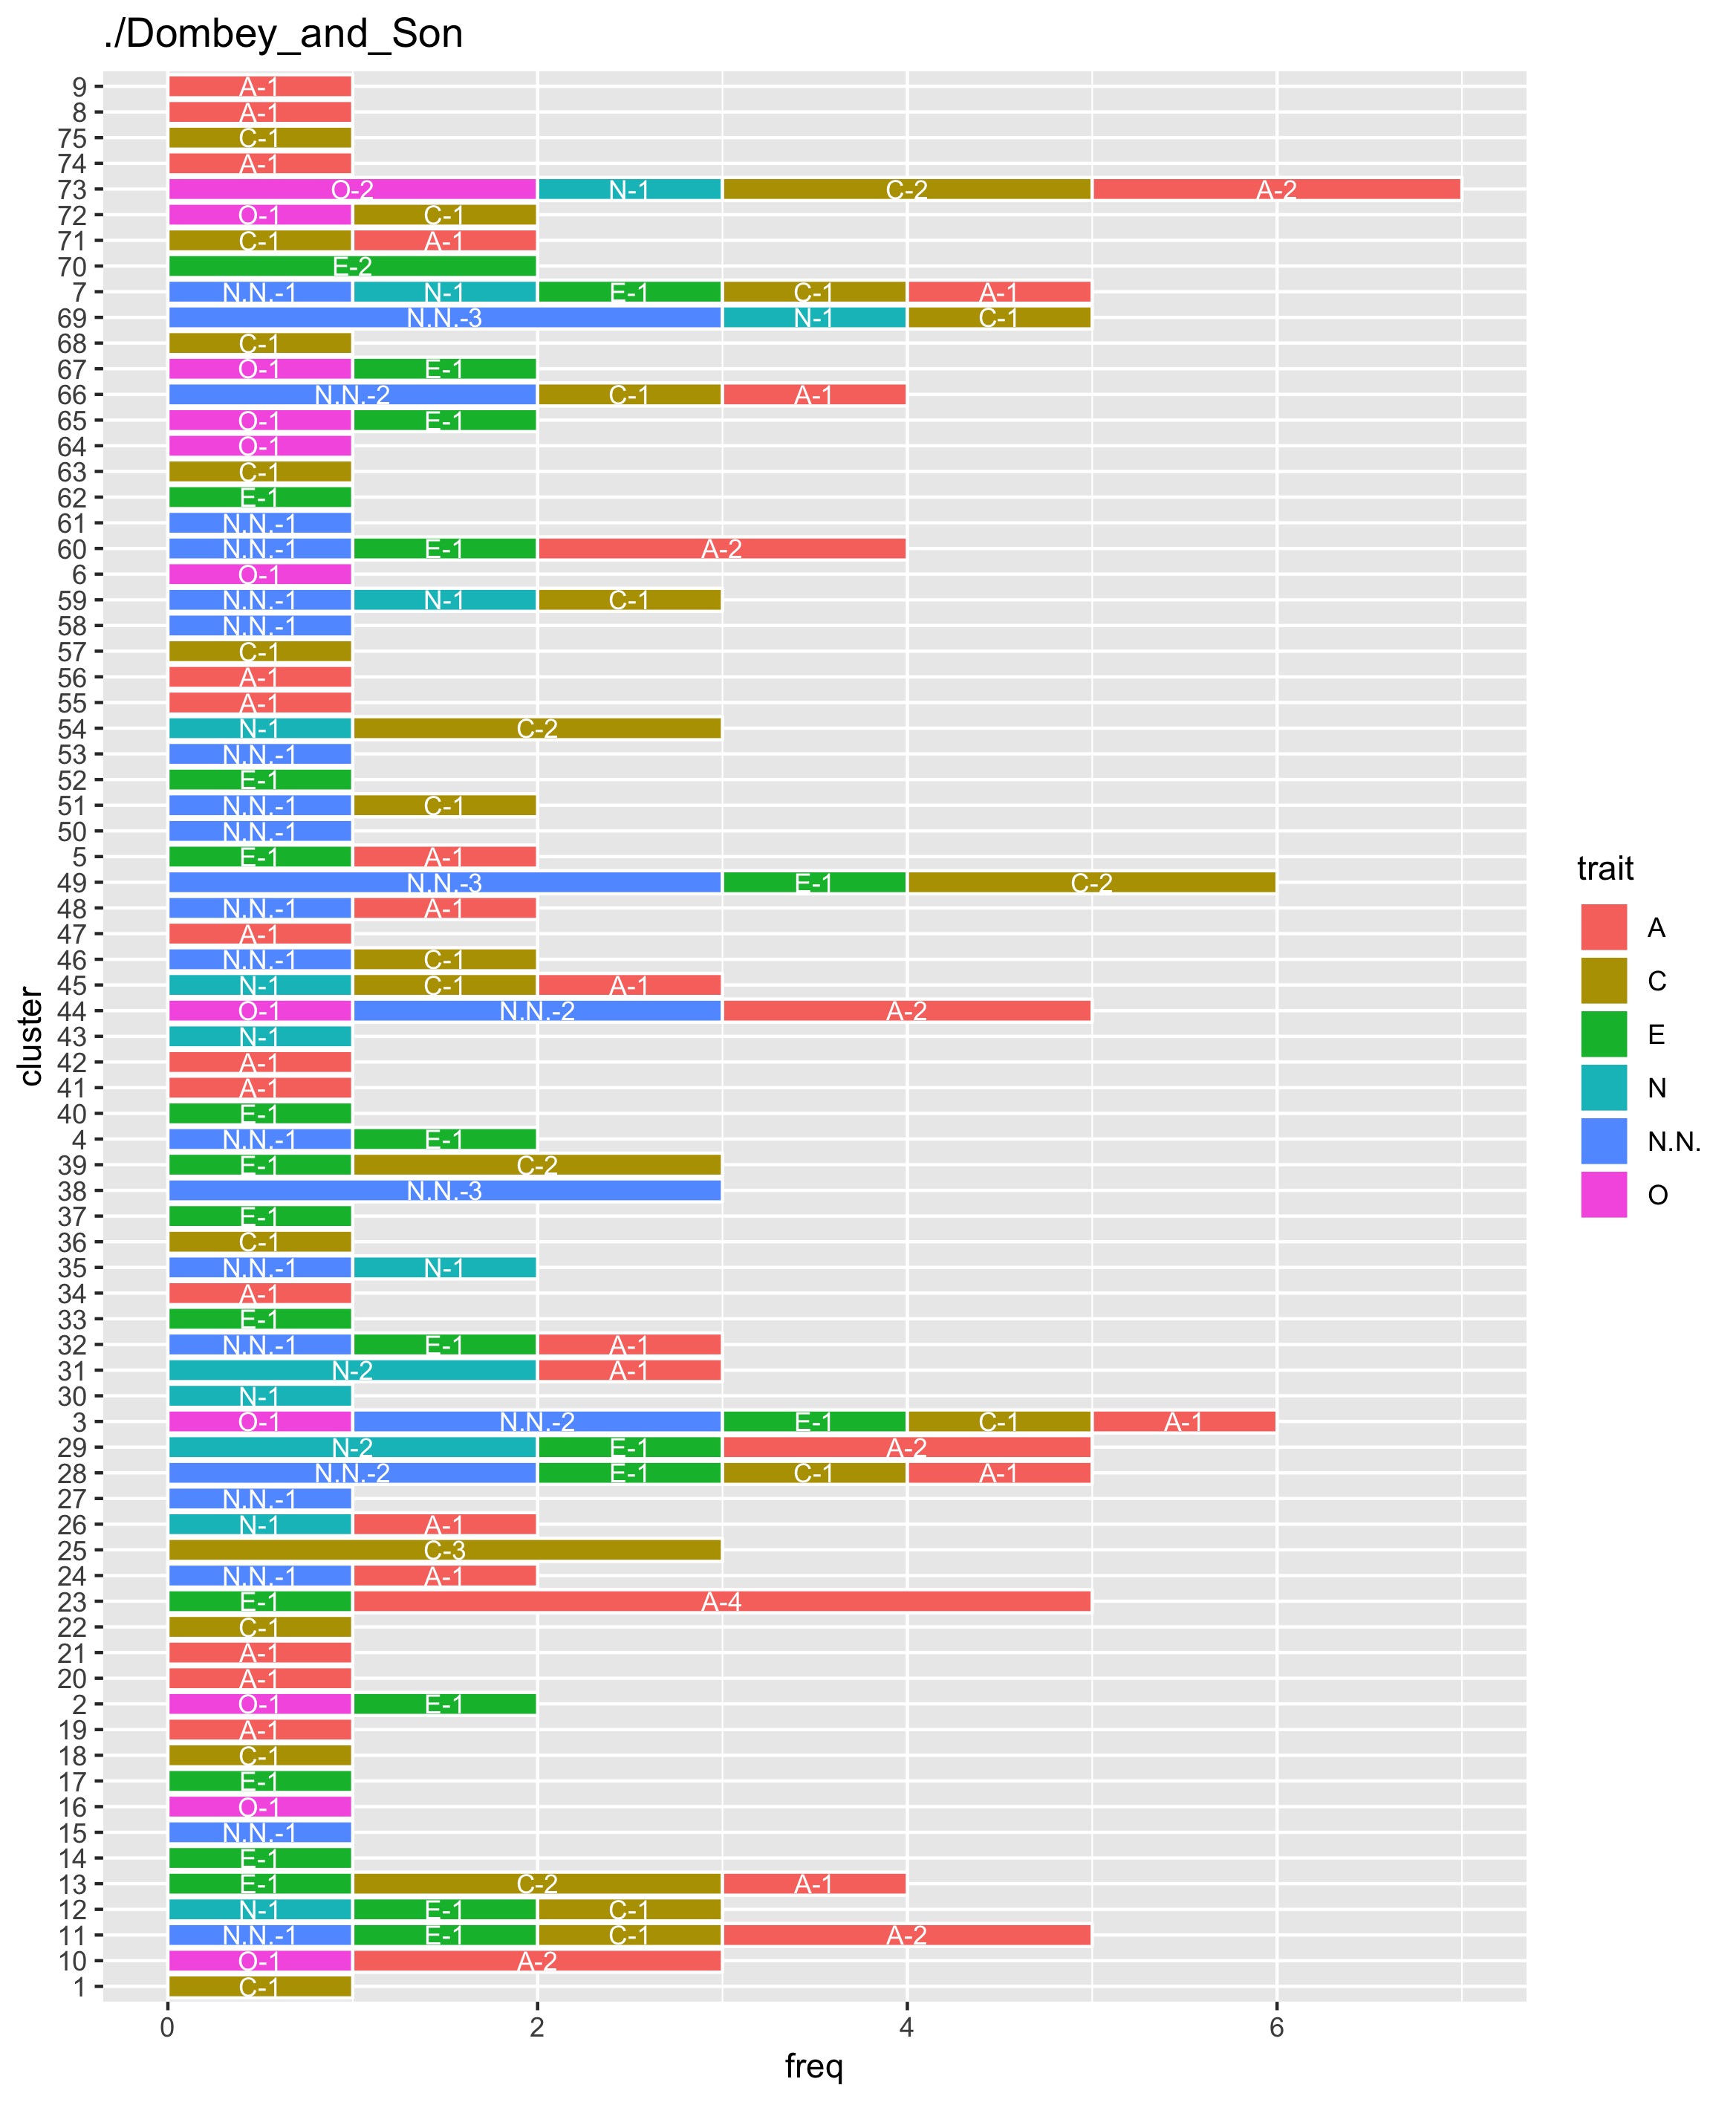 ./Dombey_and_Son
9 A-1
8 A-1
75 C-1
74 A-1
73 O-2 N-1 C-2 A-2
72 O-1 C-1
71 C-1 A-1
70 E-2
7 N.N.-1 N-1 E-1 C-1 A-1
69 N.N.-3 N-1 C-1
68 C-1
67 O-1 E-1
66 N.N.-2 C-1 A-1
65 O-1 E-1
64 O-1
63 C-1
62 E-1
61 N.N.-1
60 N.N.-1 E-1 A-2
6 O-1
59 N.N.-1 N-1 C-1
58 N.N.-1
57 C-1
56 A-1
55 A-1
54 N-1 C-2
53 N.N.-1
52 E-1
51 N.N.-1 C-1
50 N.N.-1
5 E-1 A-1
49 N.N.-3 E-1 C-2
48 N.N.-1 A-1
47 A-1
46 N.N.-1 C-1
45 N-1 C-1 A-1
44 O-1 N.N.-2 A-2
43 N-1
42 A-1
41 A-1
40 E-1
4 N.N.-1 E-1
39 E-1 C-2
38 N.N.-3
37 E-1
36 C-1
35 N.N.-1 N-1
34 A-1
33 E-1
32 N.N.-1 E-1 A-1
31 N-2 A-1
30 N-1
3 O-1 N.N.-2 E-1 C-1 A-1
29 N-2 E-1 A-2
28 N.N.-2 E-1 C-1 A-1
27 N.N.-1
26 N-1 A-1
25 C-3
24 N.N.-1 A-1
23 E-1 A-4
22 C-1
21 A-1
20 A-1
2 O-1 E-1
19 A-1
18 C-1
17 E-1
16 O-1
15 N.N.-1
14 E-1
13 E-1 C-2 A-1
12 N-1 E-1 C-1
11 N.N.-1 E-1 C-1 A-2
10 O-1 A-2
1 C-1
0 2 4 6
freq
cluster
trait
A
C
E
N
N.N.
O